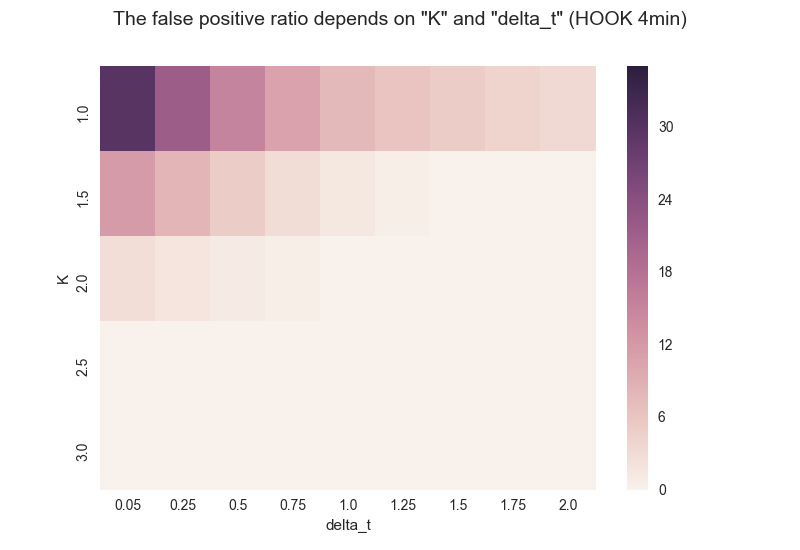 The false positive ratio depends on "K" and "delta_t" (HOOK 4min)
1.0
1.5
2.0
2.5
3.0
K
0.05 0.25 0.5 0.75 1.0 1.25 1.5 1.75 2.0
delta_t
30
24
18
12
6
0